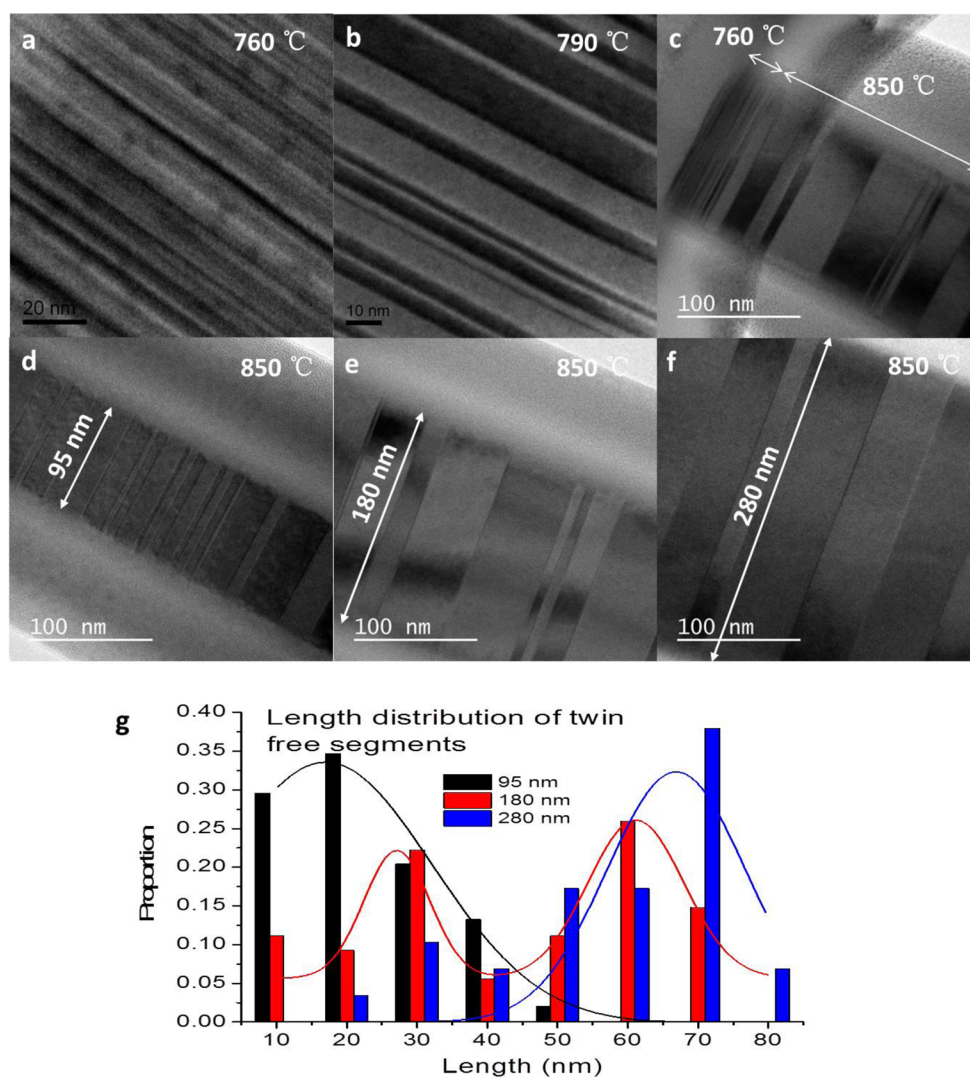 a
760 ℃
20 nm
b
790 ℃
10 nm
c
760 ℃
850 ℃
100 nm
d
850 ℃
95 nm
100 nm
e
850 ℃
180 nm
100 nm
f
850 ℃
280 nm
g
Length distribution of twin
free segments
95 nm
180 nm
280 nm
Proportion
0.40
0.35
0.30
0.25
0.20
0.15
0.10
0.05
0.00
10 20 30 40 50 60 70 80
Length (nm)